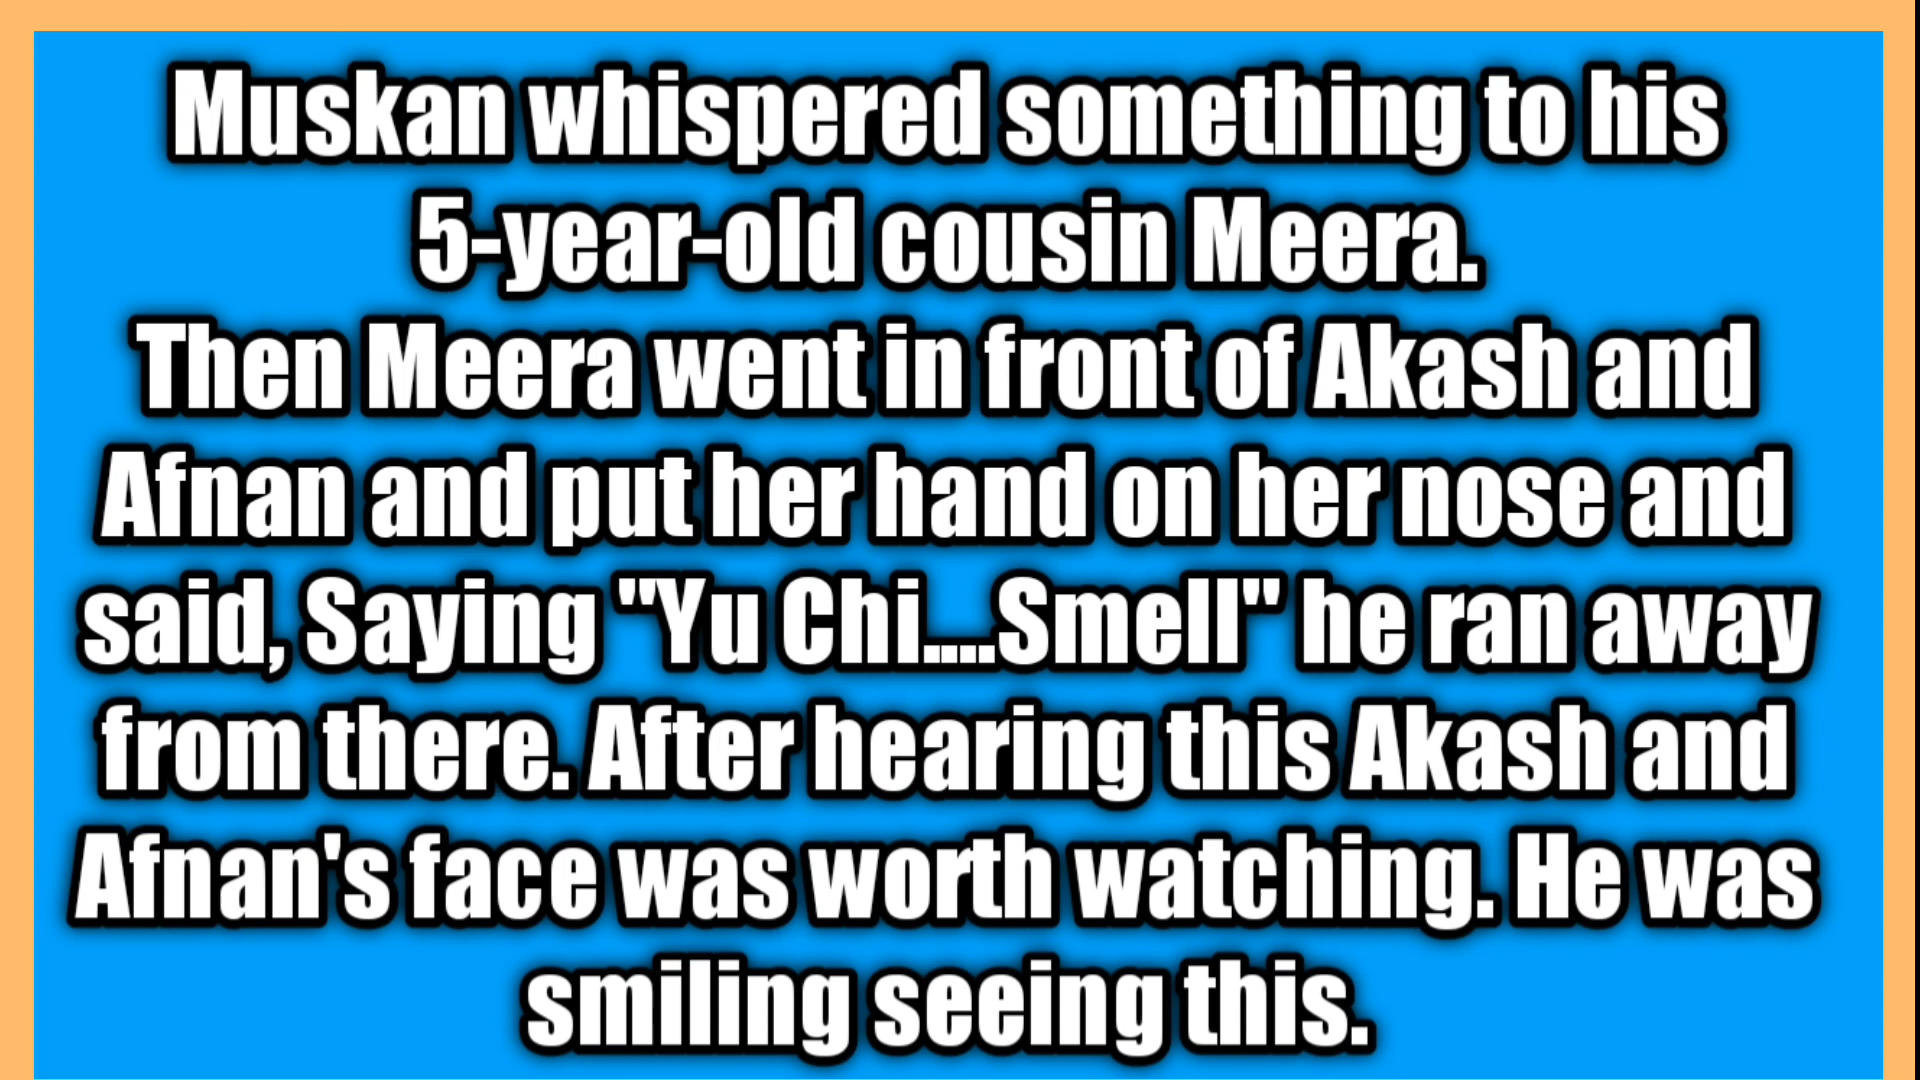 Muskan whispered something to his
5-year-old cousin Meera.
Then Meera went in front of Akash and
Afnan and put her hand on her nose and
said, Saying "Yu Chi....Smell" he ran away
from there. After hearing this Akash and
Afnan's face was worth watching. He was
smiling seeing this.